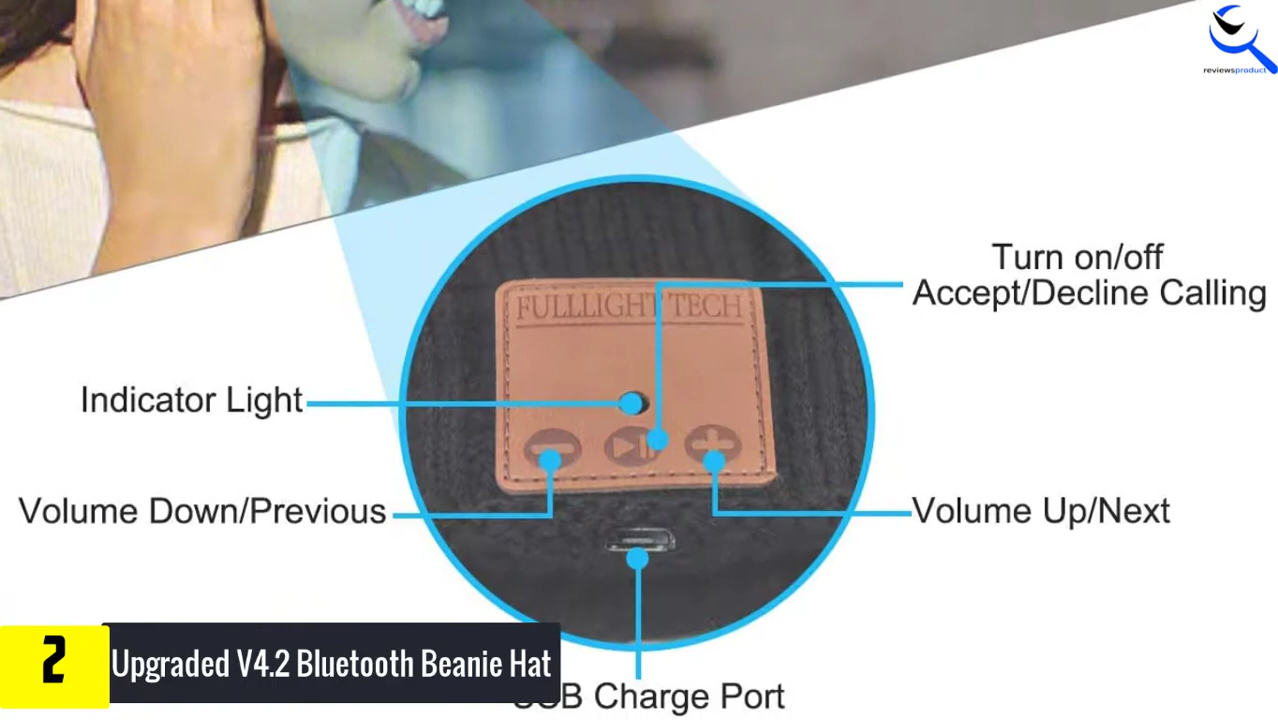 reviewsproduct
Turn on/off
Accept/Decline Calling
FULLLIGHT TECH
Indicator Light
Volume Down/Previous
Volume Up/Next
2
Upgraded V4.2 Bluetooth Beanie Hat
B Charge Port